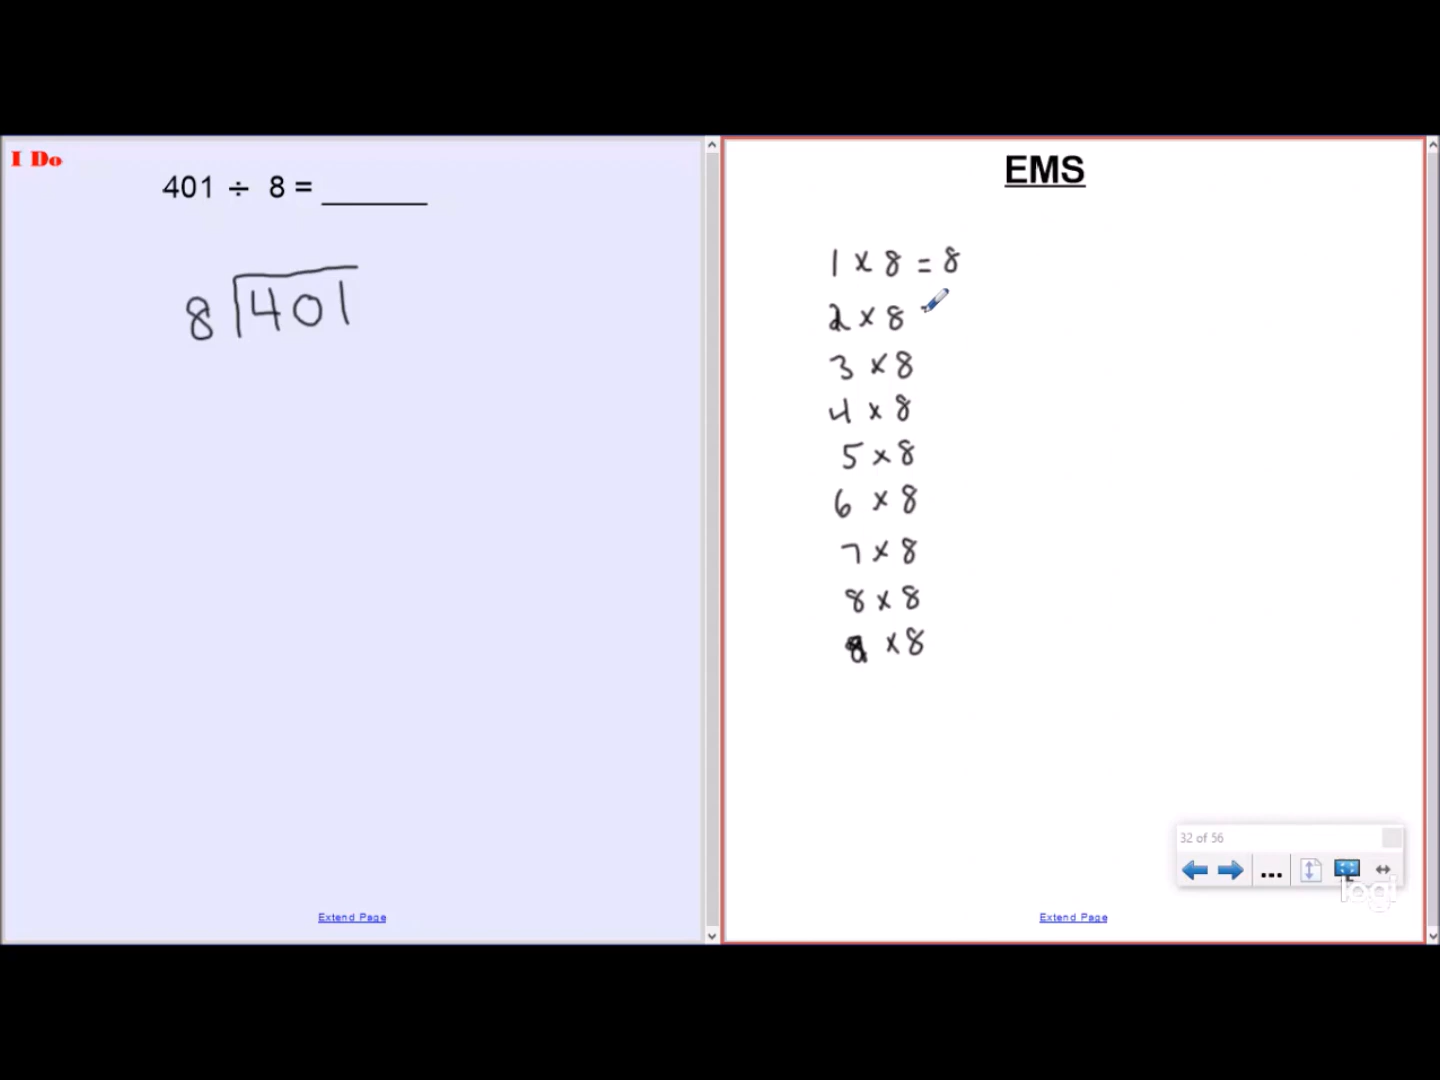 I Do
401 ÷ 8 = ______
8 401
Extend Page
EMS
1 x 8 = 8
2 x 8
3 x 8
4 x 8
5 x 8
6 x 8
7 x 8
8 x 8
9 x 8
32 of 56
...
logi
Extend Page